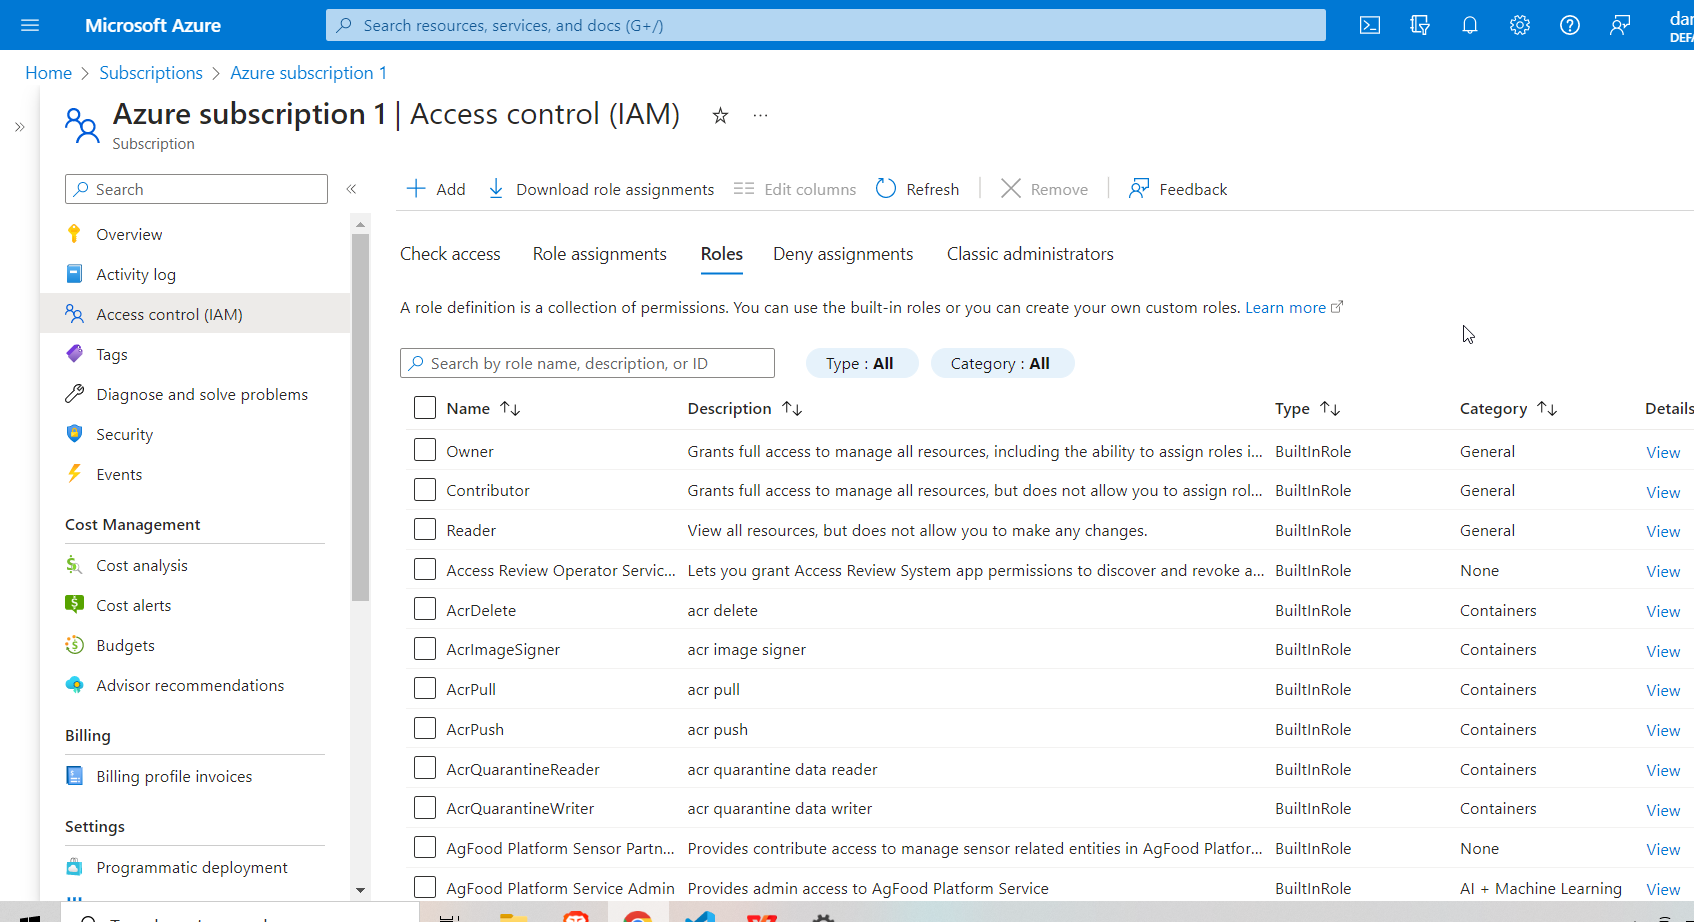 Microsoft Azure
Search resources, services, and docs (G+/)
dar
DEFA
Home > Subscriptions > Azure subscription 1
Azure subscription 1 | Access control (IAM)
Subscription
Search
Add
Download role assignments
Edit columns
Refresh
Remove
Feedback
Overview
Activity log
Access control (IAM)
Tags
Diagnose and solve problems
Security
Events
Cost Management
Cost analysis
Cost alerts
Budgets
Advisor recommendations
Billing
Billing profile invoices
Settings
Programmatic deployment
Check access Role assignments Roles Deny assignments Classic administrators
A role definition is a collection of permissions. You can use the built-in roles or you can create your own custom roles. Learn more
Search by role name, description, or ID
Type : All
Category : All
Name Description Type Category Details
Owner Grants full access to manage all resources, including the ability to assign roles i... BuiltInRole General View
Contributor Grants full access to manage all resources, but does not allow you to assign rol... BuiltInRole General View
Reader View all resources, but does not allow you to make any changes. BuiltInRole General View
Access Review Operator Servic... Lets you grant Access Review System app permissions to discover and revoke a... BuiltInRole None View
AcrDelete acr delete BuiltInRole Containers View
AcrImageSigner acr image signer BuiltInRole Containers View
AcrPull acr pull BuiltInRole Containers View
AcrPush acr push BuiltInRole Containers View
AcrQuarantineReader acr quarantine data reader BuiltInRole Containers View
AcrQuarantineWriter acr quarantine data writer BuiltInRole Containers View
AgFood Platform Sensor Partn... Provides contribute access to manage sensor related entities in AgFood Platfor... BuiltInRole None View
AgFood Platform Service Admin Provides admin access to AgFood Platform Service BuiltInRole AI + Machine Learning View